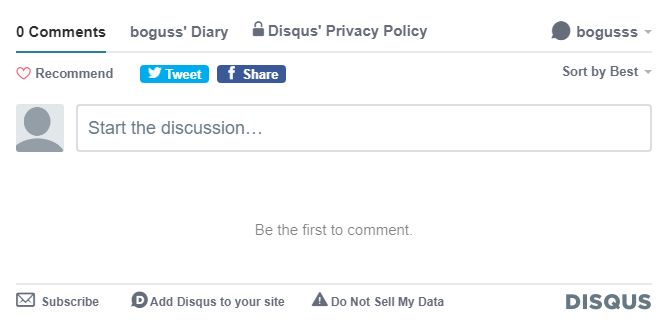 0 Comments boguss' Diary Disqus' Privacy Policy bogusss
Recommend Tweet f Share Sort by Best
Start the discussion…
Be the first to comment.
Subscribe D Add Disqus to your site Do Not Sell My Data DISQUS